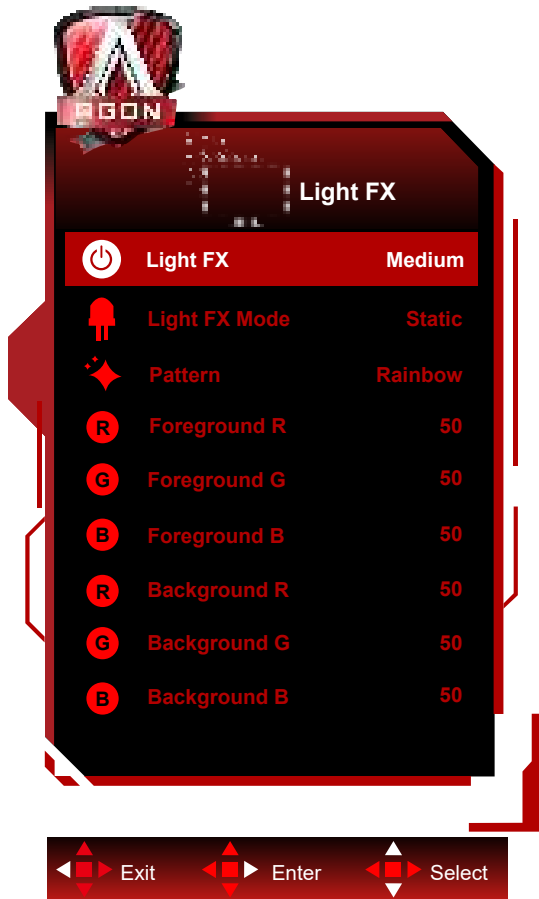 AGON
Light FX
Light FX Medium
Light FX Mode Static
Pattern Rainbow
R Foreground R 50
G Foreground G 50
B Foreground B 50
R Background R 50
G Background G 50
B Background B 50
Exit Enter Select